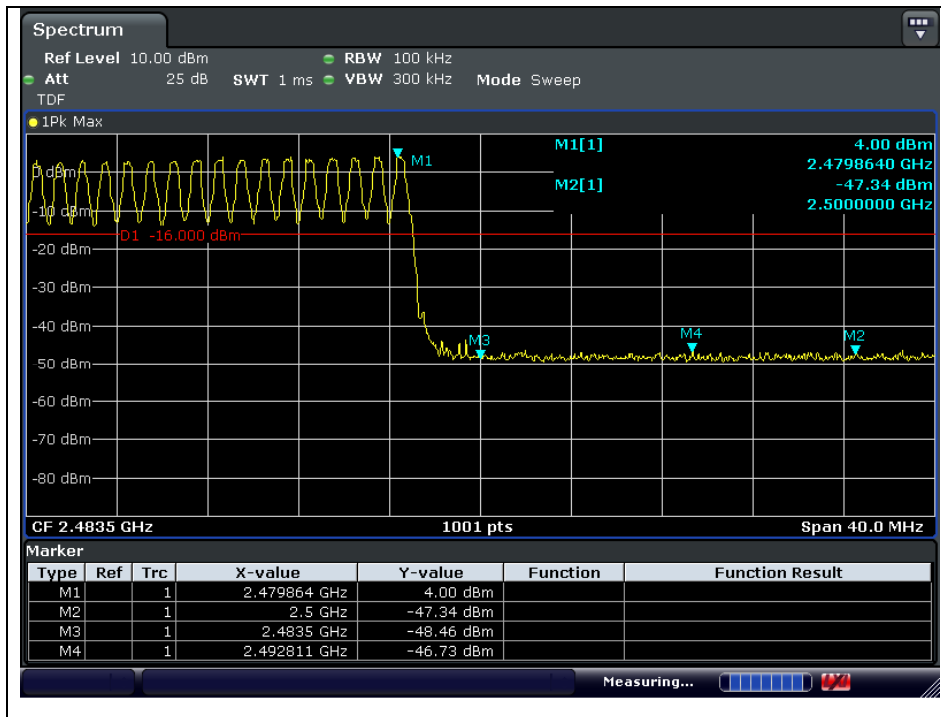 Spectrum
Ref Level 10.00 dBm RBW 100 kHz
Att 25 dB SWT 1 ms VBW 300 kHz Mode Sweep
TDF
1Pk Max
M1[1] 4.00 dBm
2.4798640 GHz
M2[1] -47.34 dBm
2.5000000 GHz
M1
0 dBm
-10 dBm
D1 -16.000 dBm
-20 dBm
-30 dBm
-40 dBm
M3 M4 M2
-50 dBm
-60 dBm
-70 dBm
-80 dBm
CF 2.4835 GHz 1001 pts Span 40.0 MHz
Marker
Type Ref Trc X-value Y-value Function Function Result
M1 1 2.479864 GHz 4.00 dBm
M2 1 2.5 GHz -47.34 dBm
M3 1 2.4835 GHz -48.46 dBm
M4 1 2.492811 GHz -46.73 dBm
Measuring...